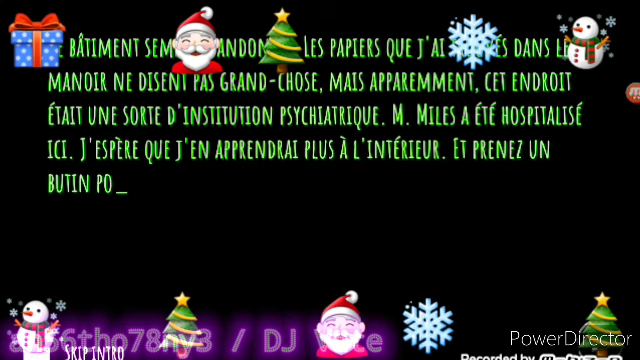 bâtiment Les papiers que j'ai dans le
manoir ne disent pas grand-chose, mais apparemment, cet endroit
était une sorte d'institution psychiatrique. M. Miles a été hospitalisé
ici. J'espère que j'en apprendrai plus à l'intérieur. Et prenez un
butin po_
/ DJ
PowerDirector
Skip intro
Recorded by